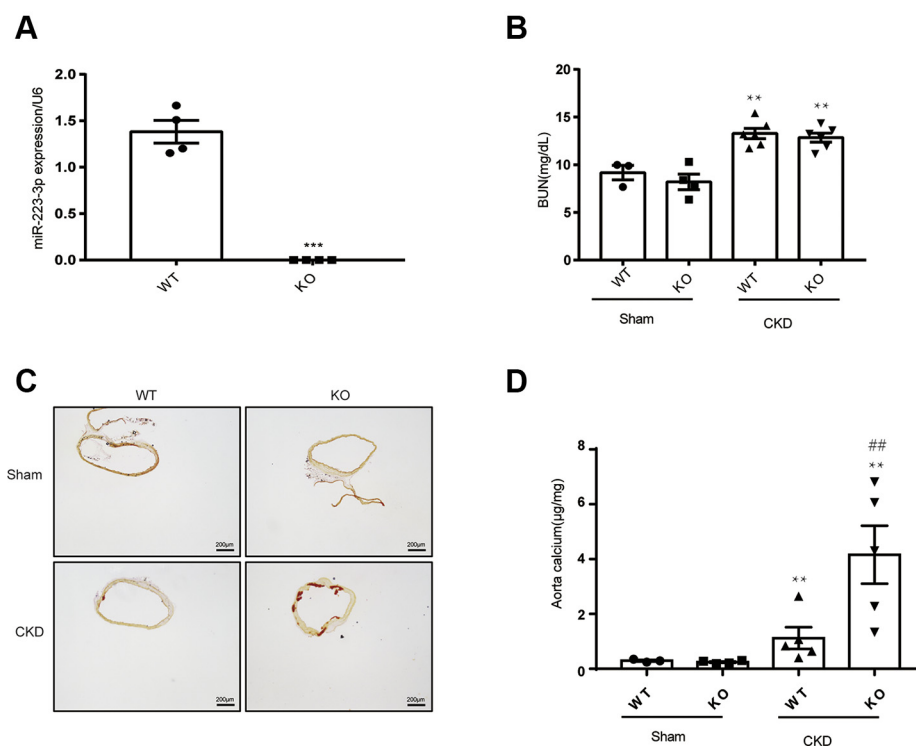 A
miR-223-3p expression/U6
2.0
1.5
1.0
0.5
0.0
***
WT
KO
B
BUN(mg/dL)
20
15
10
5
0
**
**
WT
KO
WT
KO
Sham
CKD
C
WT
KO
Sham
CKD
200μm
200μm
200μm
200μm
D
Aorta calcium(μg/mg)
8
6
4
2
0
##
**
**
WT
KO
WT
KO
Sham
CKD